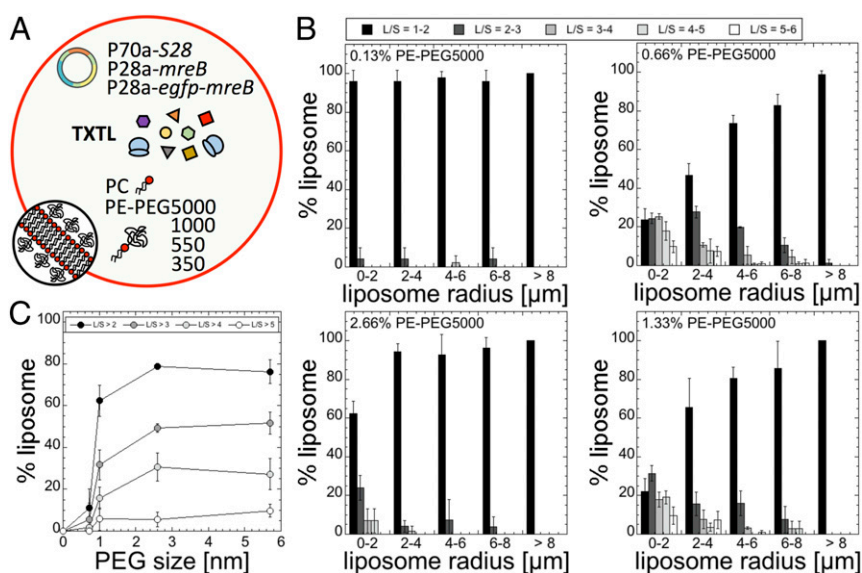 A
P70a-S28
P28a-mreB
P28a-egfp-mreB
TXTL
PC
PE-PEG5000
1000
550
350
B
L/S = 1-2 L/S = 2-3 L/S = 3-4 L/S = 4-5 L/S = 5-6
0.13% PE-PEG5000
% liposome
100
80
60
40
20
0
0-2 2-4 4-6 6-8 > 8
liposome radius [µm]
0.66% PE-PEG5000
% liposome
100
80
60
40
20
0
0-2 2-4 4-6 6-8 > 8
liposome radius [µm]
2.66% PE-PEG5000
% liposome
100
80
60
40
20
0
0-2 2-4 4-6 6-8 > 8
liposome radius [µm]
1.33% PE-PEG5000
% liposome
100
80
60
40
20
0
0-2 2-4 4-6 6-8 > 8
liposome radius [µm]
C
L/S > 2 L/S > 3 L/S > 4 L/S > 5
% liposome
100
80
60
40
20
0
0 1 2 3 4 5 6
PEG size [nm]